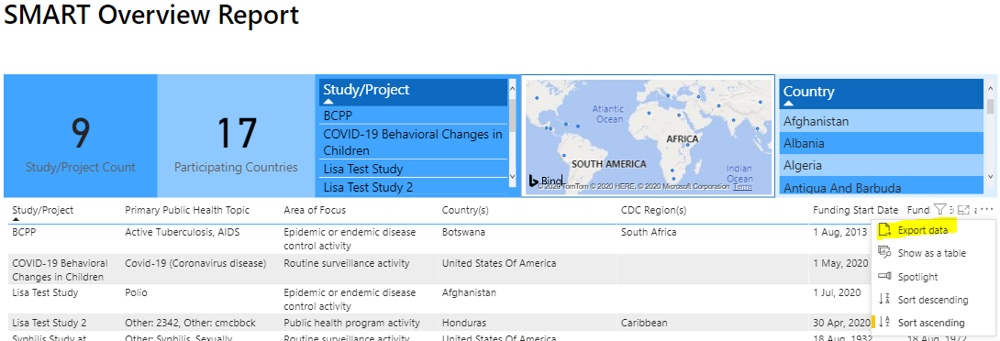 SMART Overview Report
9
Study/Project Count
17
Participating Countries
Study/Project
BCPP
COVID-19 Behavioral Changes in
Children
Lisa Test Study
Lisa Test Study 2
Atlantic
Ocean
AFRICA
SOUTH AMERICA
Indian
Ocean
Bing
© 2020 TomTom © 2020 HERE, © 2020 Microsoft Corporation Terms
Country
Afghanistan
Albania
Algeria
Antigua And Barbuda
Study/Project Primary Public Health Topic Area of Focus Country(s) CDC Region(s) Funding Start Date Fund
BCPP Active Tuberculosis, AIDS Epidemic or endemic disease Botswana South Africa 1 Aug, 2013
control activity
COVID-19 Behavioral Covid-19 (Coronavirus disease) Routine surveillance activity United States Of America 1 May, 2020
Changes in Children
Lisa Test Study Polio Epidemic or endemic disease Afghanistan 1 Jul, 2020
control activity
Lisa Test Study 2 Other: 2342, Other: cmcbbck Public health program activity Honduras Caribbean 30 Apr, 2020
Syphilis Study at Other: Syphilis, Sexually Routine surveillance activity United States Of America 18 Aug, 1932 18 Aug, 1972
Export data
Show as a table
Spotlight
Sort descending
Sort ascending